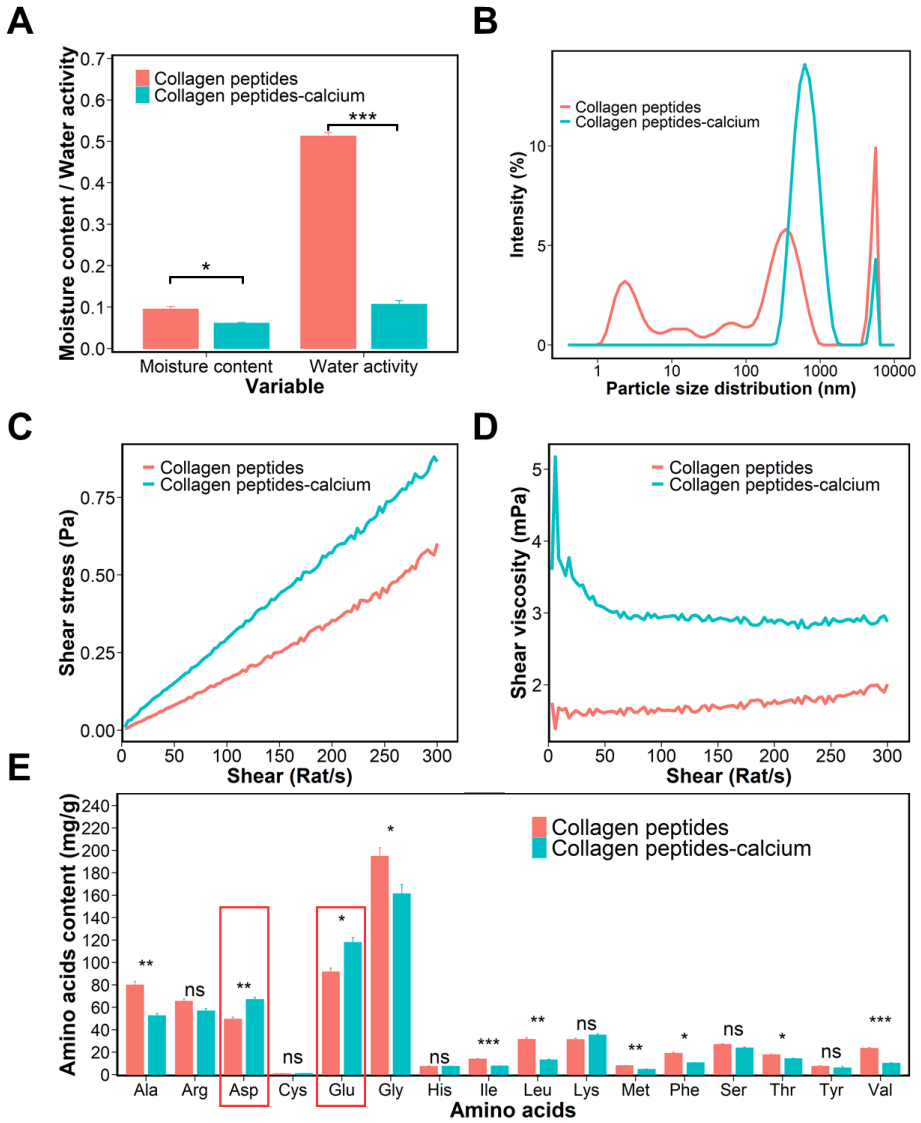 A
Moisture content / Water activity
0.7
0.6
0.5
0.4
0.3
0.2
0.1
0.0
Collagen peptides
Collagen peptides-calcium
*
***
Moisture content
Water activity
Variable
B
Intensity (%)
10
5
0
Collagen peptides
Collagen peptides-calcium
1
10
100
1000
10000
Particle size distribution (nm)
C
Shear stress (Pa)
0.75
0.50
0.25
0.00
Collagen peptides
Collagen peptides-calcium
0
50
100
150
200
250
300
Shear (Rat/s)
D
Shear viscosity (mPa)
5
4
3
2
Collagen peptides
Collagen peptides-calcium
0
50
100
150
200
250
300
Shear (Rat/s)
E
Amino acids content (mg/g)
240
220
200
180
160
140
120
100
80
60
40
20
0
Collagen peptides
Collagen peptides-calcium
**
ns
**
ns
*
*
ns
***
**
ns
**
*
ns
*
ns
***
Ala
Arg
Asp
Cys
Glu
Gly
His
Ile
Leu
Lys
Met
Phe
Ser
Thr
Tyr
Val
Amino acids